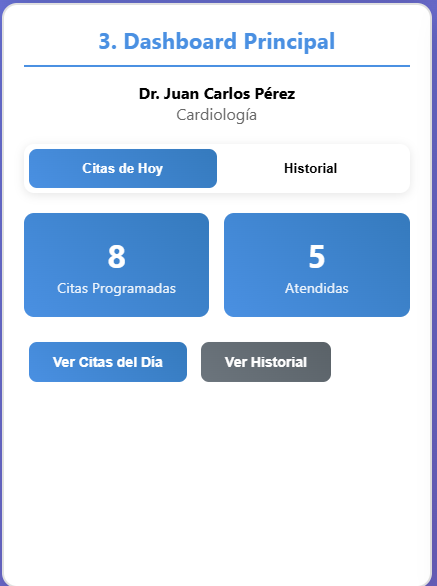 3. Dashboard Principal
Dr. Juan Carlos Pérez
Cardiología
Citas de Hoy Historial
8 5
Citas Programadas Atendidas
Ver Citas del Día Ver Historial